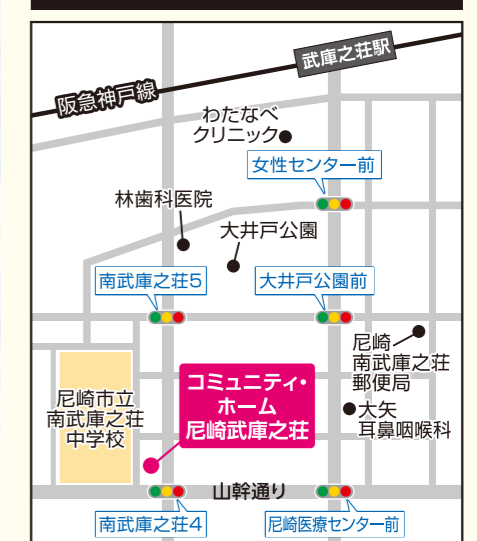 武庫之荘駅
阪急神戸線
わたなべ
クリニック
女性センター前
林歯科医院
大井戸公園
南武庫之荘5
大井戸公園前
尼崎
南武庫之荘
郵便局
コミュニティ・
ホーム
尼崎武庫之荘
尼崎市立
南武庫之荘
中学校
大矢
耳鼻咽喉科
山幹通り
南武庫之荘4
尼崎医療センター前